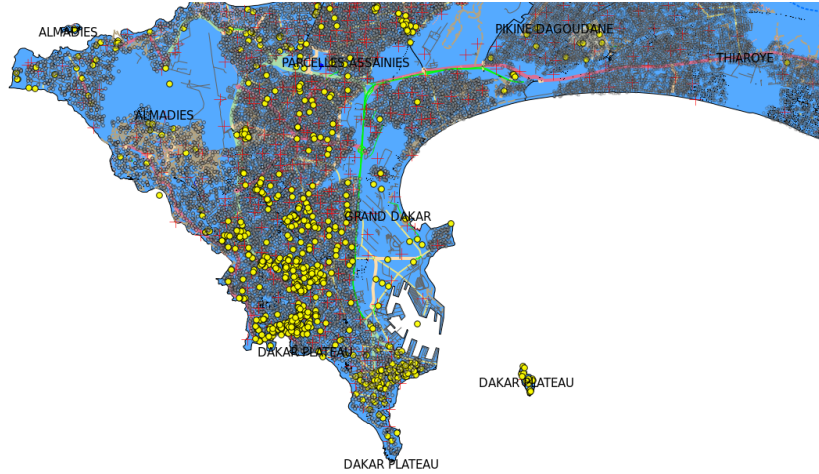 ALMADIES
PIKINE DAGOUDANE
THIAROYE
PARCELLES ASSAINIES
ALMADIES
GRAND DAKAR
DAKAR PLATEAU
DAKAR PLATEAU
DAKAR PLATEAU